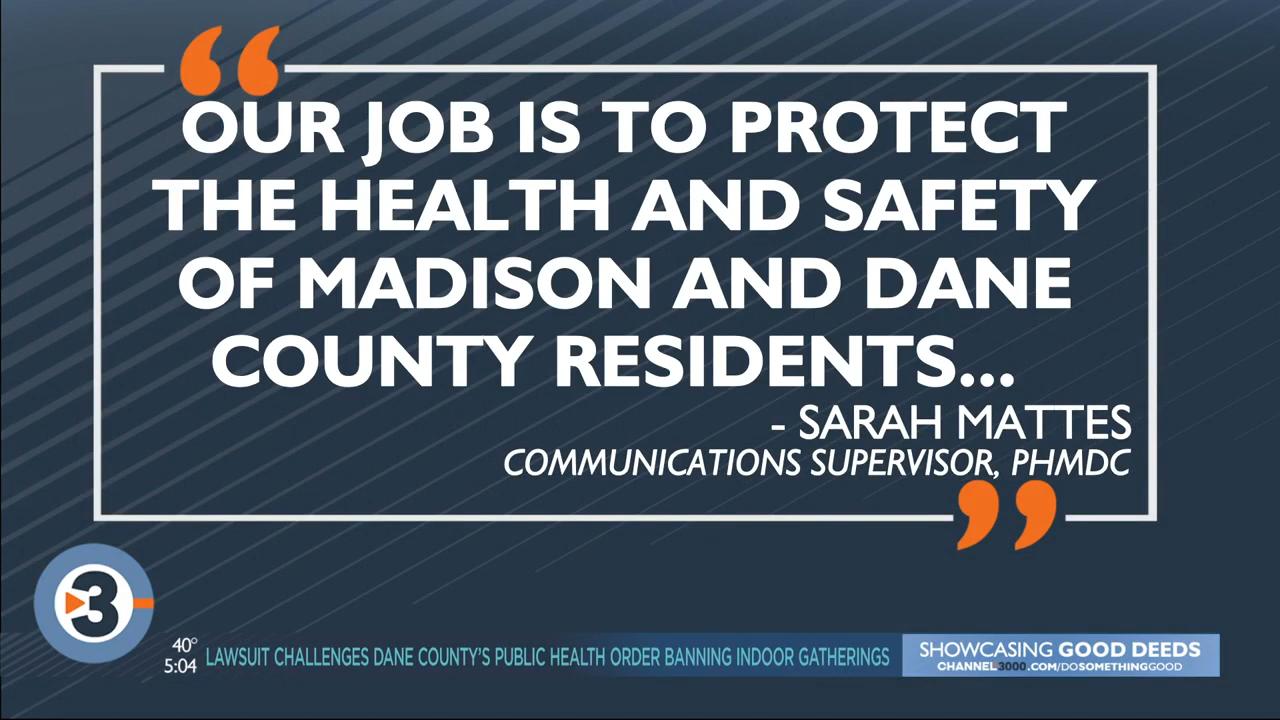 “
OUR JOB IS TO PROTECT
THE HEALTH AND SAFETY
OF MADISON AND DANE
COUNTY RESIDENTS...
- SARAH MATTES
COMMUNICATIONS SUPERVISOR, PHMDC
”
3
40°
5:04
LAWSUIT CHALLENGES DANE COUNTY'S PUBLIC HEALTH ORDER BANNING INDOOR GATHERINGS
SHOWCASING GOOD DEEDS
CHANNEL3000.COM/DOSOMETHINGGOOD